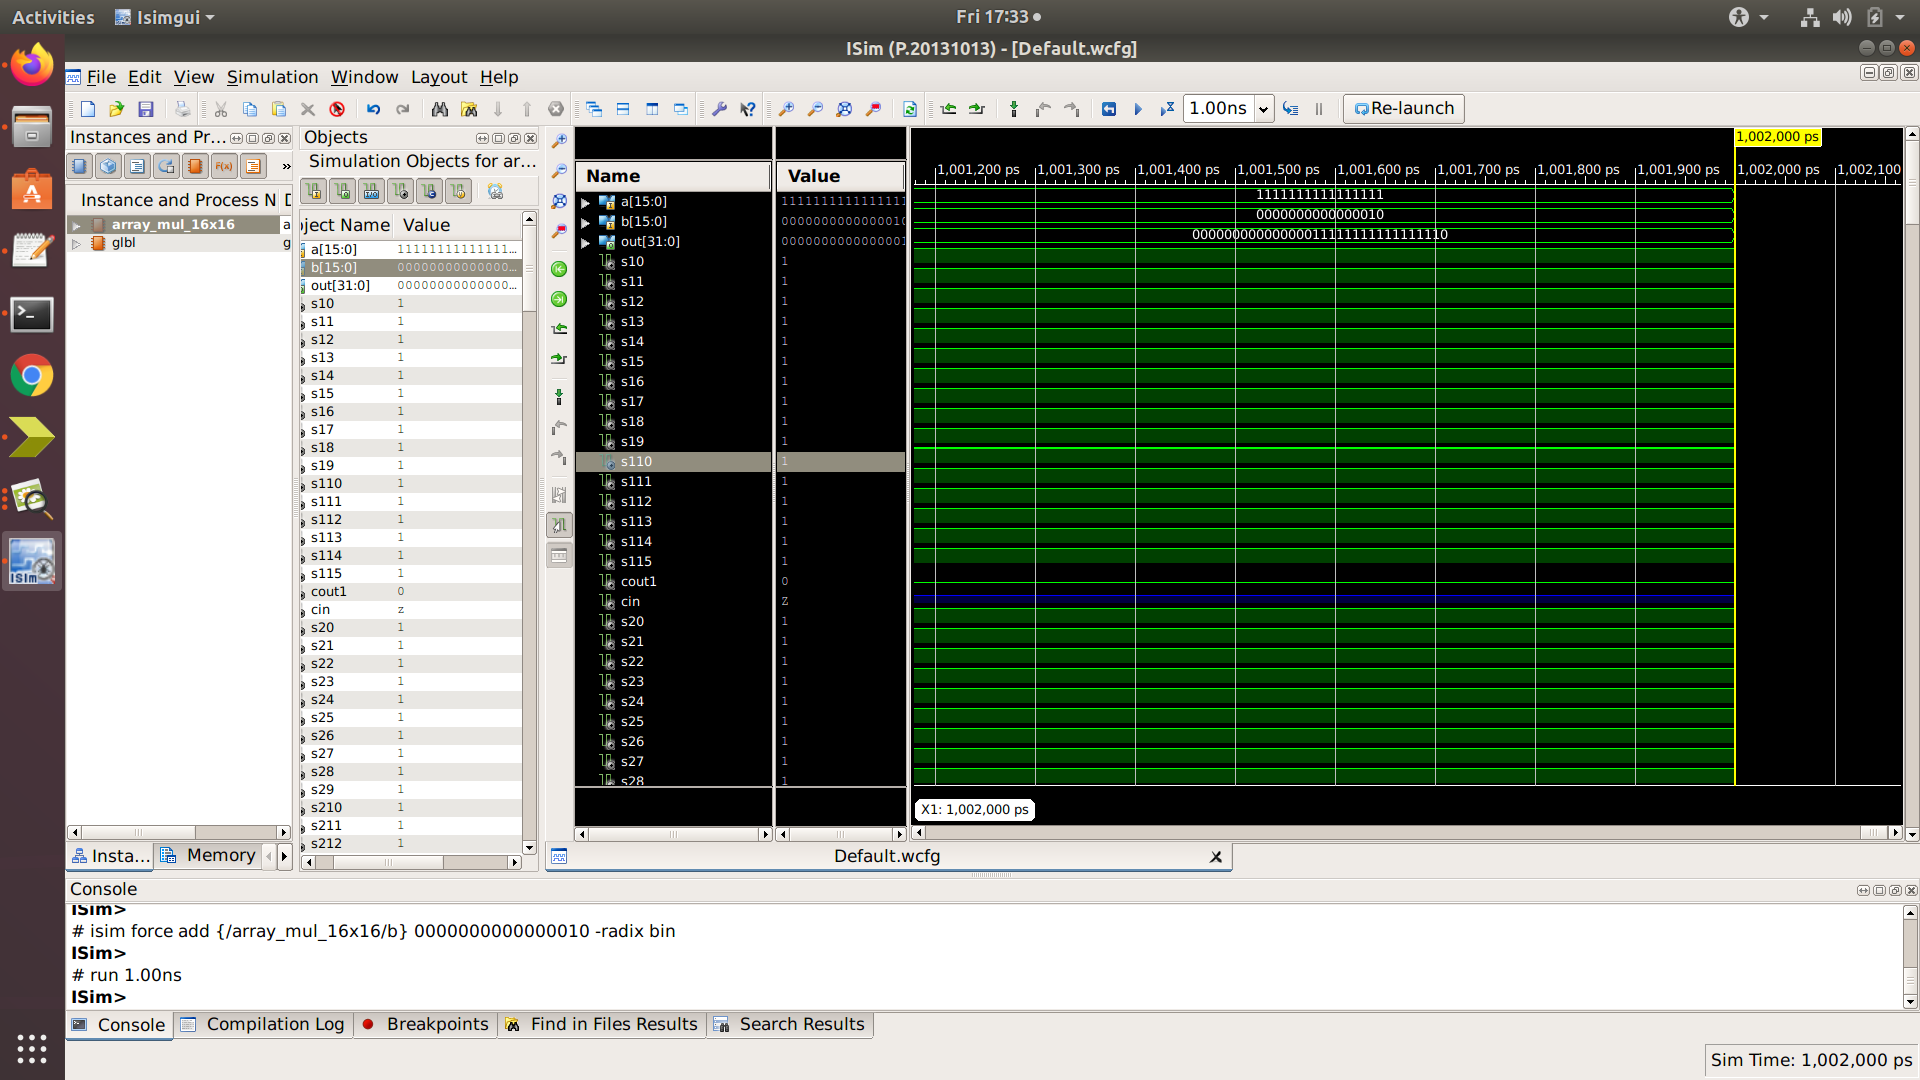 Activities
Isimgui
Fri 17:33
ISim (P.20131013) - [Default.wcfg]
File Edit View Simulation Window Layout Help
1.00ns
Re-launch
Instances and Pr...
Instance and Process N
array_mul_16x16 a
glbl g
Insta...
Memory
Objects
Simulation Objects for ar...
ject Name Value
a[15:0] 111111111111111...
b[15:0] 00000000000000...
out[31:0] 00000000000000...
s10 1
s11 1
s12 1
s13 1
s14 1
s15 1
s16 1
s17 1
s18 1
s19 1
s110 1
s111 1
s112 1
s113 1
s114 1
s115 1
cout1 0
cin z
s20 1
s21 1
s22 1
s23 1
s24 1
s25 1
s26 1
s27 1
s28 1
s29 1
s210 1
s211 1
s212 1
Name Value
a[15:0] 1111111111111111
b[15:0] 0000000000000010
out[31:0] 0000000000000001
s10 1
s11 1
s12 1
s13 1
s14 1
s15 1
s16 1
s17 1
s18 1
s19 1
s110 1
s111 1
s112 1
s113 1
s114 1
s115 1
cout1 0
cin Z
s20 1
s21 1
s22 1
s23 1
s24 1
s25 1
s26 1
s27 1
s28 1
1,002,000 ps
1,001,200 ps 1,001,300 ps 1,001,400 ps 1,001,500 ps 1,001,600 ps 1,001,700 ps 1,001,800 ps 1,001,900 ps 1,002,000 ps 1,002,100
1111111111111111
0000000000000010
00000000000000011111111111111110
X1: 1,002,000 ps
Default.wcfg
Console
ISim>
# isim force add {/array_mul_16x16/b} 0000000000000010 -radix bin
ISim>
# run 1.00ns
ISim>
Console Compilation Log Breakpoints Find in Files Results Search Results
Sim Time: 1,002,000 ps